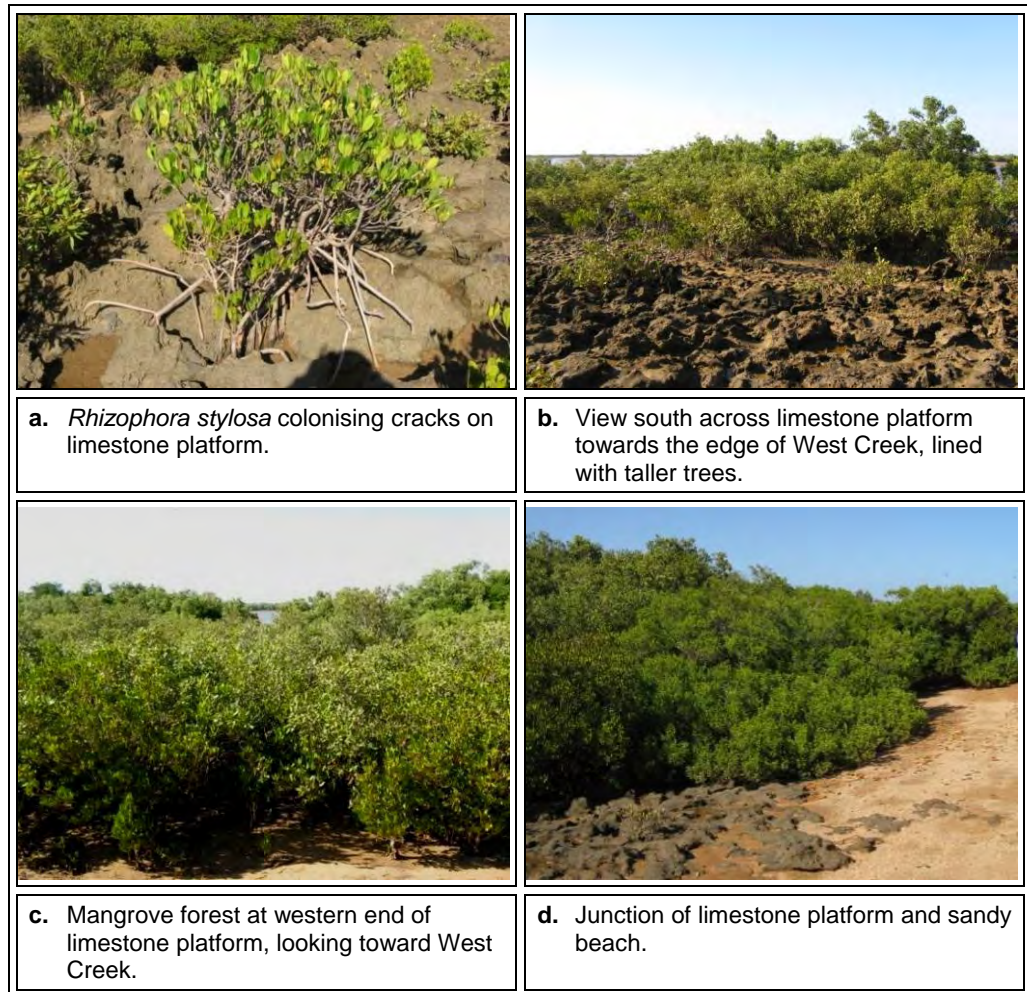 a. Rhizophora stylosa colonising cracks on
limestone platform.
b. View south across limestone platform
towards the edge of West Creek, lined
with taller trees.
c. Mangrove forest at western end of
limestone platform, looking toward West
Creek.
d. Junction of limestone platform and sandy
beach.